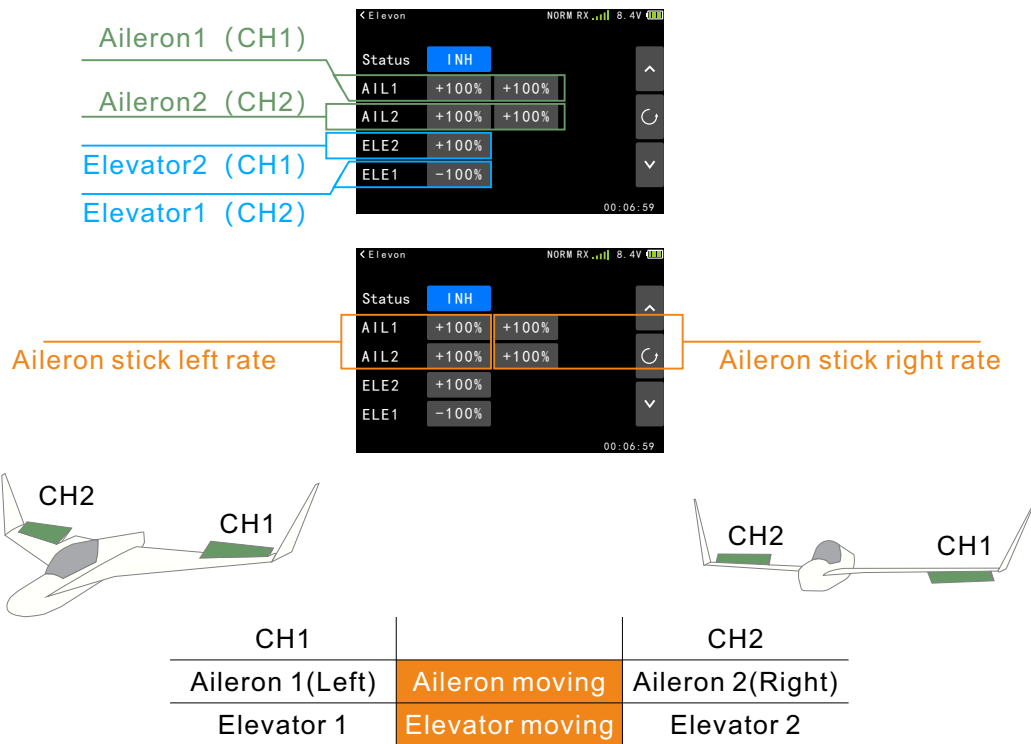 <Elevon NORM RX 8.4V
Aileron1 (CH1)
Status INH
AIL1 +100% +100%
Aileron2 (CH2)
AIL2 +100% +100%
ELE2 +100%
Elevator2 (CH1)
ELE1 -100%
Elevator1 (CH2)
00:06:59
<Elevon NORM RX 8.4V
Status INH
AIL1 +100% +100%
Aileron stick left rate
AIL2 +100% +100%
Aileron stick right rate
ELE2 +100%
ELE1 -100%
00:06:59
CH2
CH1
CH2
CH1
CH1 CH2
Aileron 1(Left) Aileron moving Aileron 2(Right)
Elevator 1 Elevator moving Elevator 2